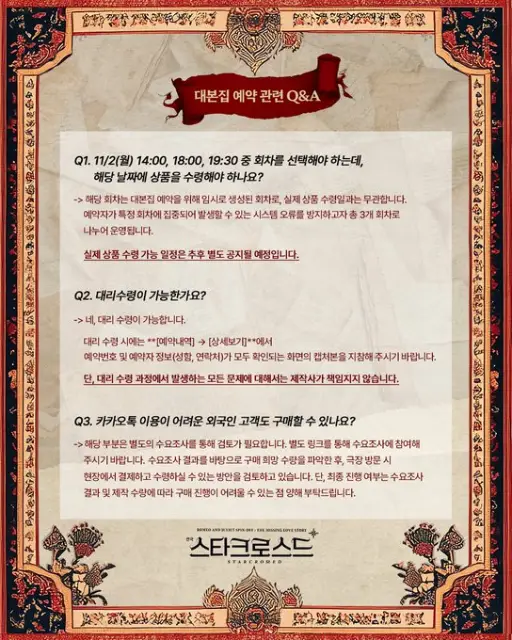 대본집 예약 관련 Q&A
Q1. 11/2(월) 14:00, 18:00, 19:30 중 회차를 선택해야 하는데,
해당 날짜에 상품을 수령해야 하나요?
-> 해당 회차는 대본집 예약을 위해 임시로 생성된 회차로, 실제 상품 수령일과는 무관합니다.
예약자가 특정 회차에 집중되어 발생할 수 있는 시스템 오류를 방지하고자 총 3개 회차로
나누어 운영됩니다.
실제 상품 수령 가능 일정은 추후 별도 공지될 예정입니다.
Q2. 대리수령이 가능한가요?
-> 네, 대리 수령이 가능합니다.
대리 수령 시에는 **[예약내역] → [상세보기]**에서
예약번호 및 예약자 정보(성함, 연락처)가 모두 확인되는 화면의 캡처본을 지참해 주시기 바랍니다.
단, 대리 수령 과정에서 발생하는 모든 문제에 대해서는 제작사가 책임지지 않습니다.
Q3. 카카오톡 이용이 어려운 외국인 고객도 구매할 수 있나요?
-> 해당 부분은 별도의 수요조사를 통해 검토가 필요합니다. 별도 링크를 통해 수요조사에 참여해
주시기 바랍니다. 수요조사 결과를 바탕으로 구매 희망 수량을 파악한 후, 극장 방문 시
현장에서 결제하고 수령하실 수 있는 방안을 검토하고 있습니다. 단, 최종 진행 여부는 수요조사
결과 및 제작 수량에 따라 구매 진행이 어려울 수 있는 점 양해 부탁드립니다.
ROMEO AND JULIET SPIN-OFF : THE MISSING LOVE STORY
연극 스타크로스드
STARCROSSED